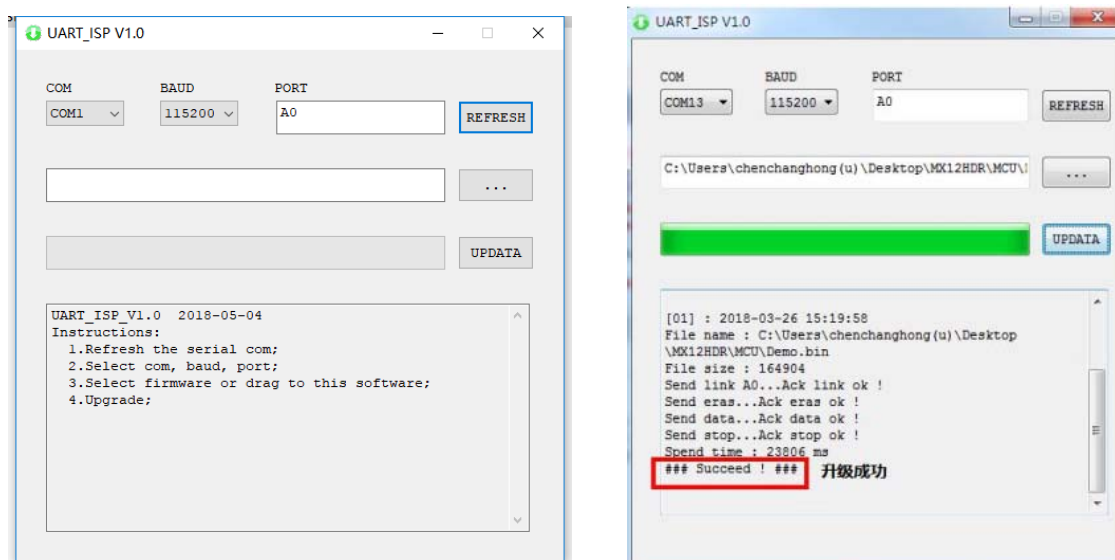 UART_ISP V1.0
COM BAUD PORT
COM1 115200 A0 REFRESH
...
UPDATA
UART_ISP_V1.0 2018-05-04
Instructions:
1.Refresh the serial com;
2.Select com, baud, port;
3.Select firmware or drag to this software;
4.Upgrade;
UART_ISP V1.0
COM BAUD PORT
COM13 115200 A0 REFRESH
C:\Users\chenchanghong(u)\Desktop\MX12HDR\MCU\ ...
UPDATA
[01] : 2018-03-26 15:19:58
File name : C:\Users\chenchanghong(u)\Desktop
\MX12HDR\MCU\Demo.bin
File size : 164904
Send link A0...Ack link ok !
Send eras...Ack eras ok !
Send data...Ack data ok !
Send stop...Ack stop ok !
Spend time : 23806 ms
### Succeed ! ### 升级成功